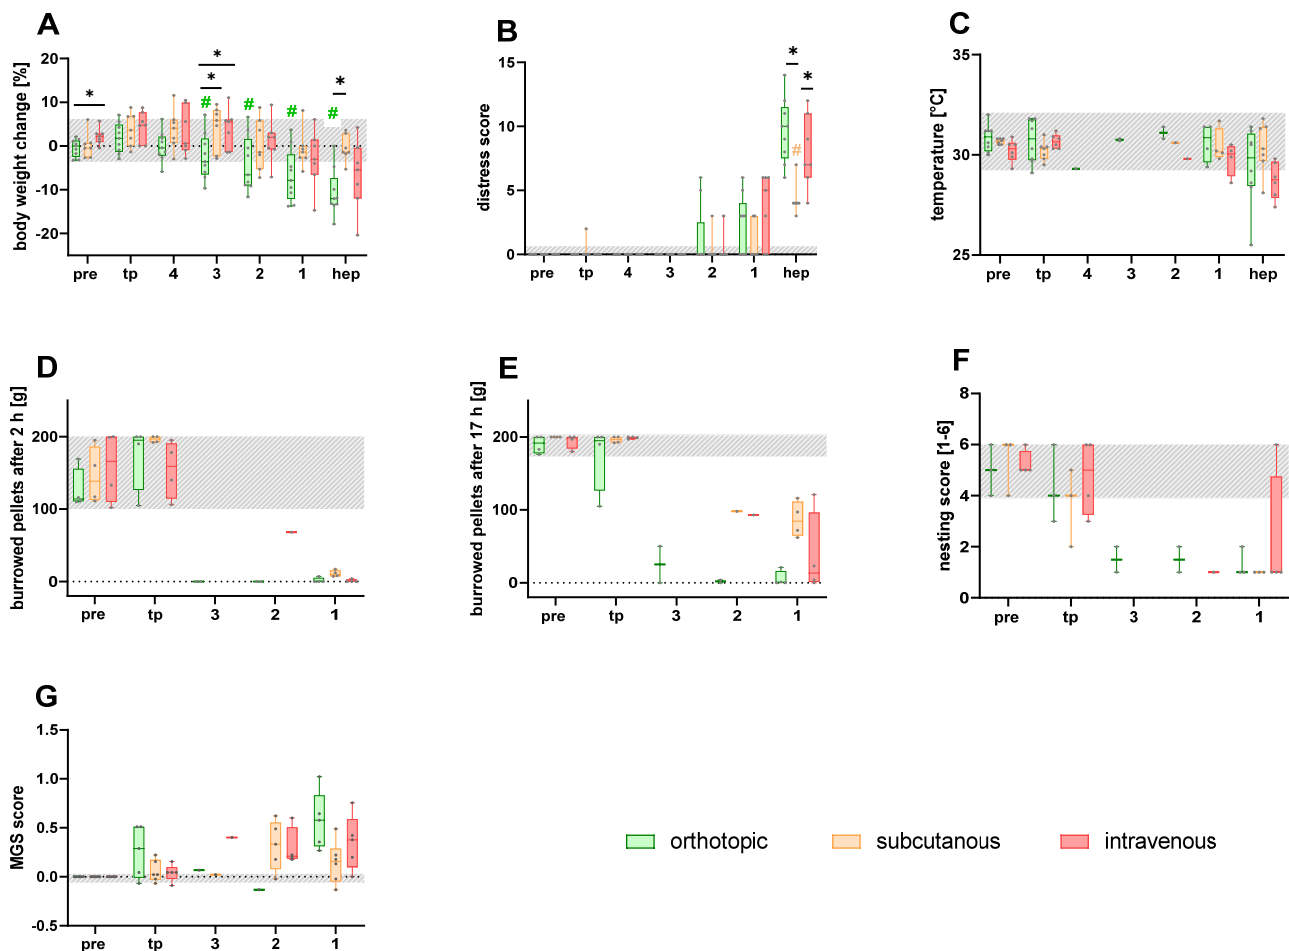 A
body weight change [%]
20
10
0
-10
-20
*
*
*
*
#
#
#
#
pre tp 4 3 2 1 hep
B
distress score
15
10
5
0
*
*
#
pre tp 4 3 2 1 hep
C
temperature [°C]
35
30
25
pre tp 4 3 2 1 hep
D
burrowed pellets after 2 h [g]
200
100
0
pre tp 3 2 1
E
burrowed pellets after 17 h [g]
200
100
0
pre tp 3 2 1
F
nesting score [1-6]
8
6
4
2
0
pre tp 3 2 1
G
MGS score
1.5
1.0
0.5
0.0
-0.5
pre tp 3 2 1
orthotopic subcutanous intravenous